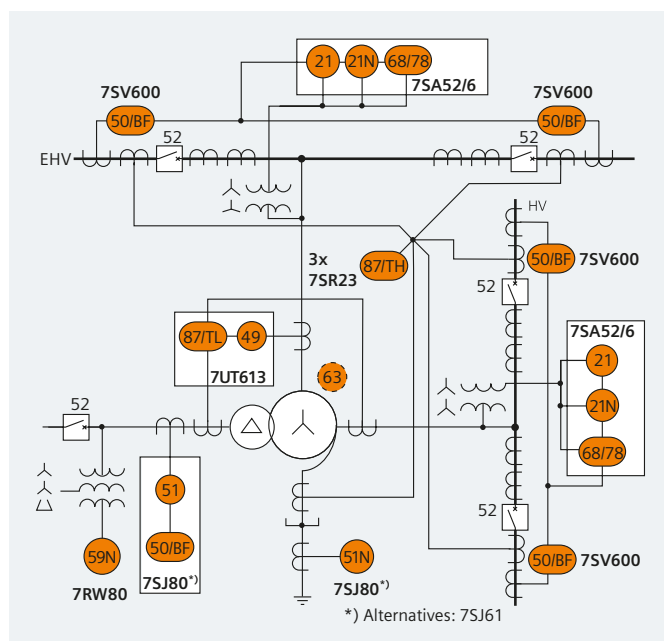 21
21N
68/78
7SA52/6
7SV600
50/BF
7SV600
50/BF
52
52
EHV
HV
3x
7SR23
87/TH
50/BF
7SV600
52
7SA52/6
21
21N
68/78
87/TL
49
7UT613
63
52
51
50/BF
7SJ80*)
59N
7RW80
51N
7SJ80*)
52
50/BF
7SV600
*) Alternatives: 7SJ61